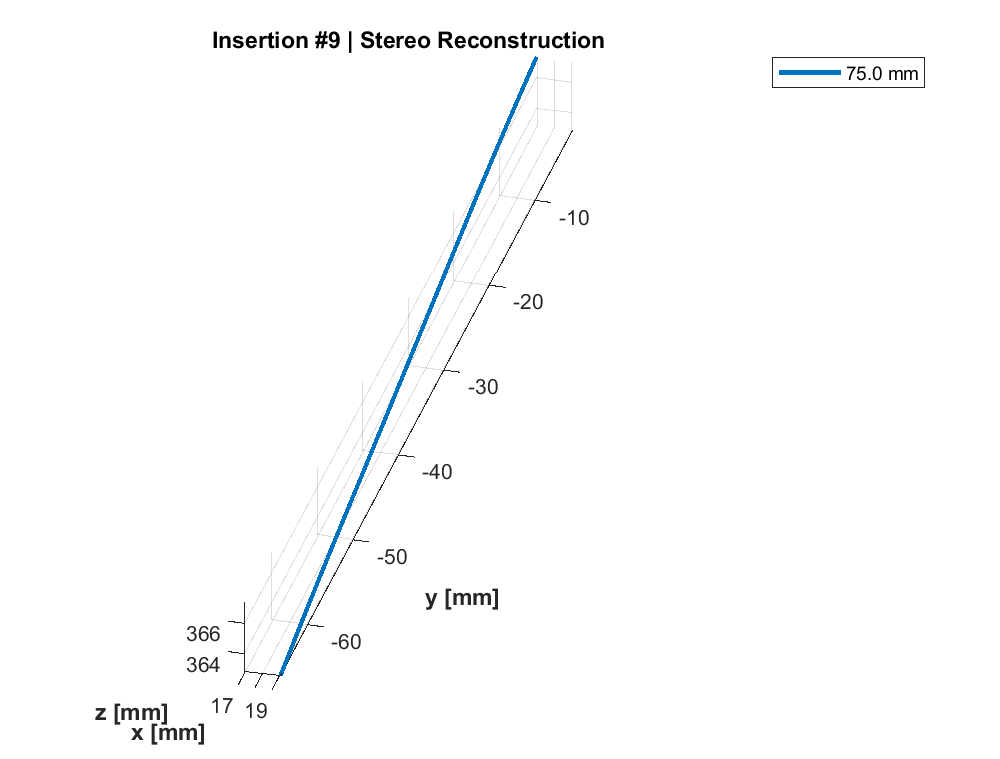 Insertion #9 | Stereo Reconstruction
75.0 mm
-10
-20
-30
-40
-50
y [mm]
-60
366
364
17 19
z [mm]
x [mm]